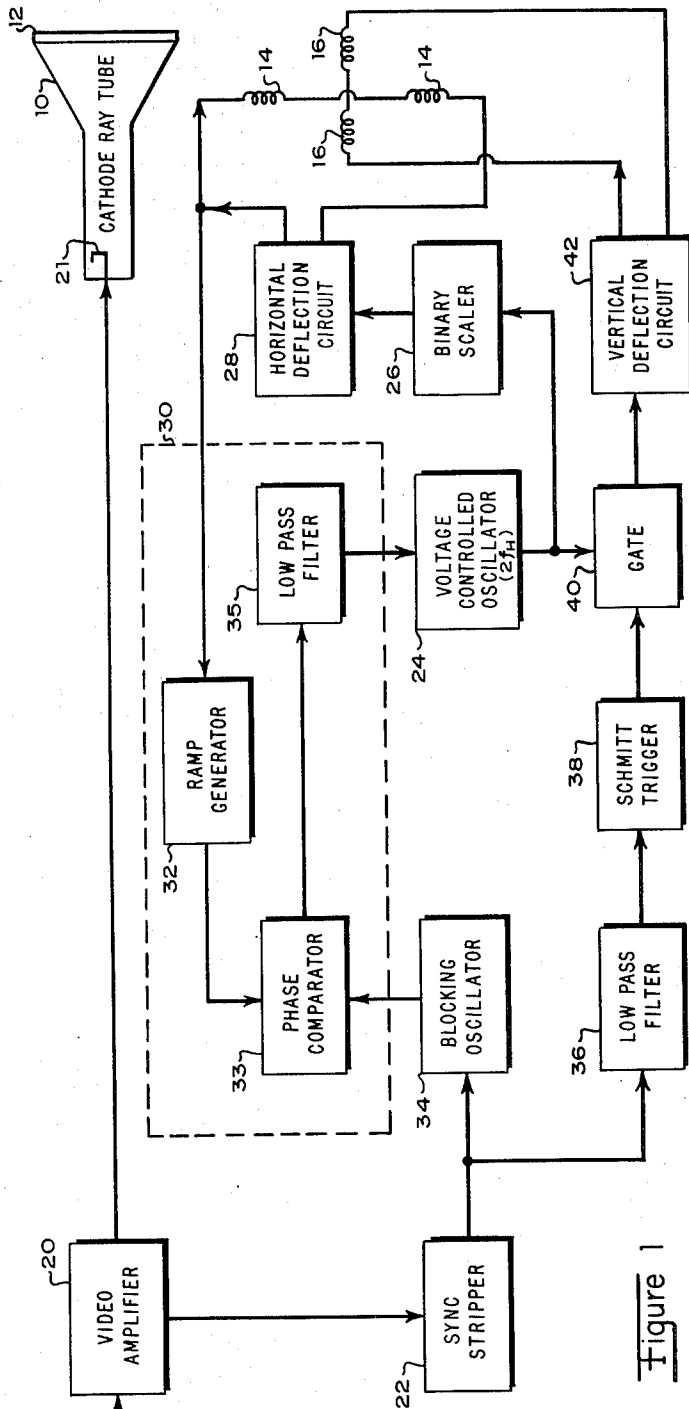 20
VIDEO
AMPLIFIER
21
10
12
CATHODE RAY TUBE
30
32
RAMP
GENERATOR
28
HORIZONTAL
DEFLECTION
CIRCUIT
14
14
16
16
33
PHASE
COMPARATOR
35
LOW PASS
FILTER
26
BINARY
SCALER
22
SYNC
STRIPPER
34
BLOCKING
OSCILLATOR
24
VOLTAGE
CONTROLLED
OSCILLATOR
(2fH)
36
LOW PASS
FILTER
38
SCHMITT
TRIGGER
40
GATE
42
VERTICAL
DEFLECTION
CIRCUIT
Figure 1